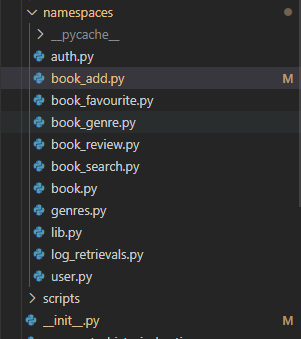 namespaces
__pycache__
auth.py
book_add.py M
book_favourite.py
book_genre.py
book_review.py
book_search.py
book.py
genres.py
lib.py
log_retrievals.py
user.py
scripts
__init__.py M